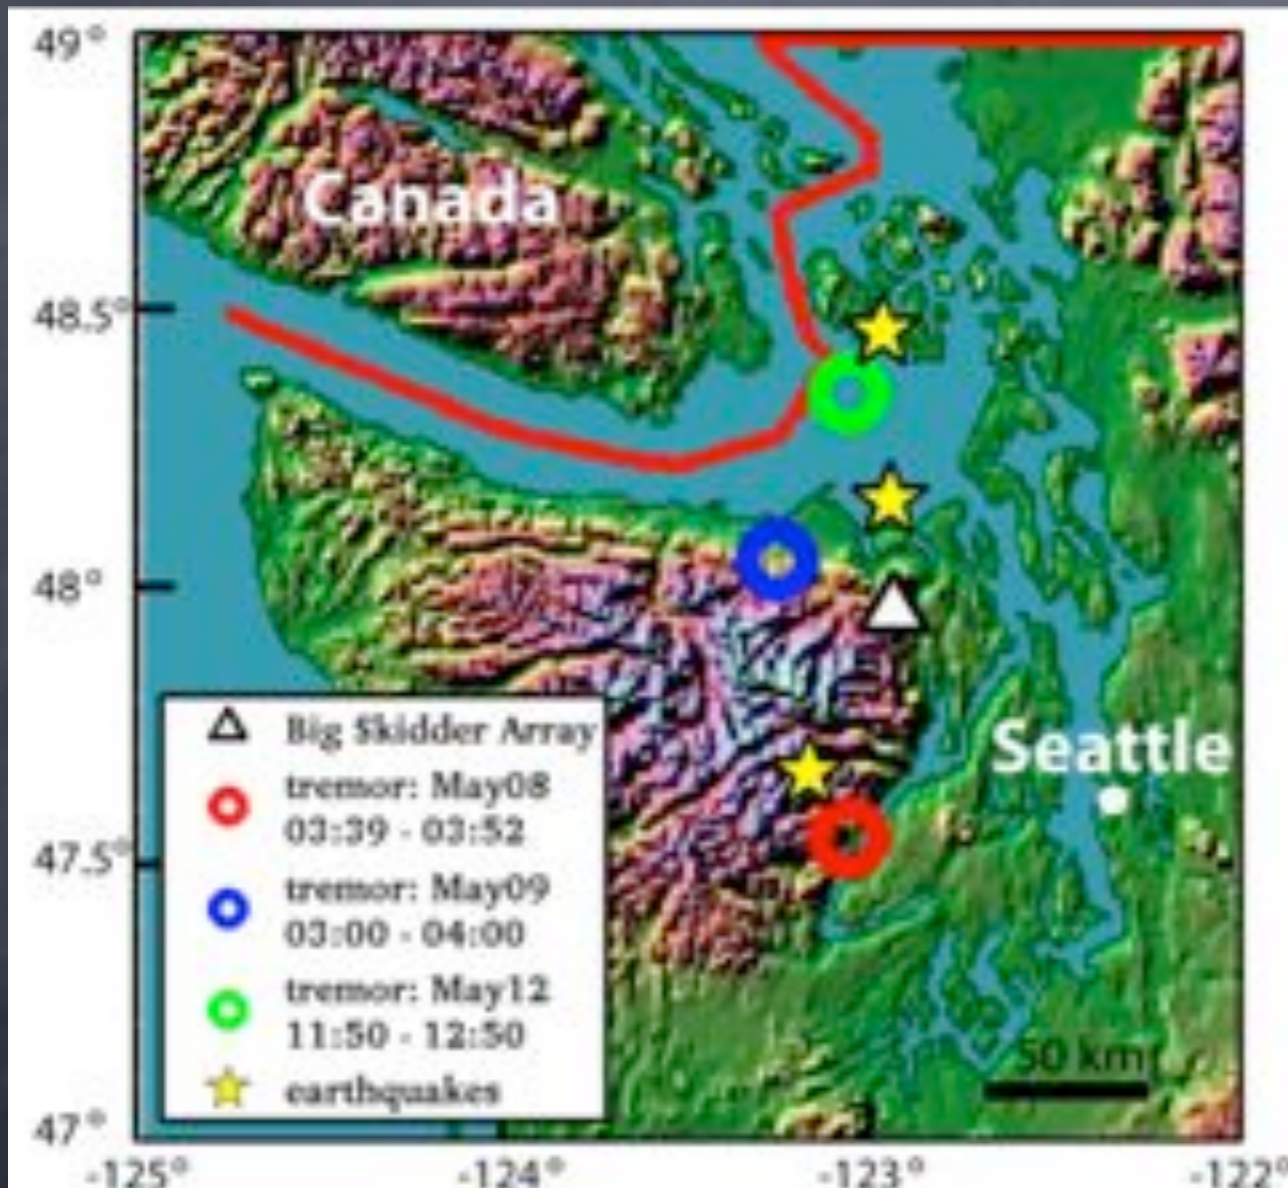 49°
Canada
48.5°
48°
Seattle
Big Skidder Array
tremor: May08
03:39 - 03:52
47.5°
tremor: May09
03:00 - 04:00
tremor: May12
11:50 - 12:50
50 km
earthquakes
47°
-125°
-124°
-123°
-122°